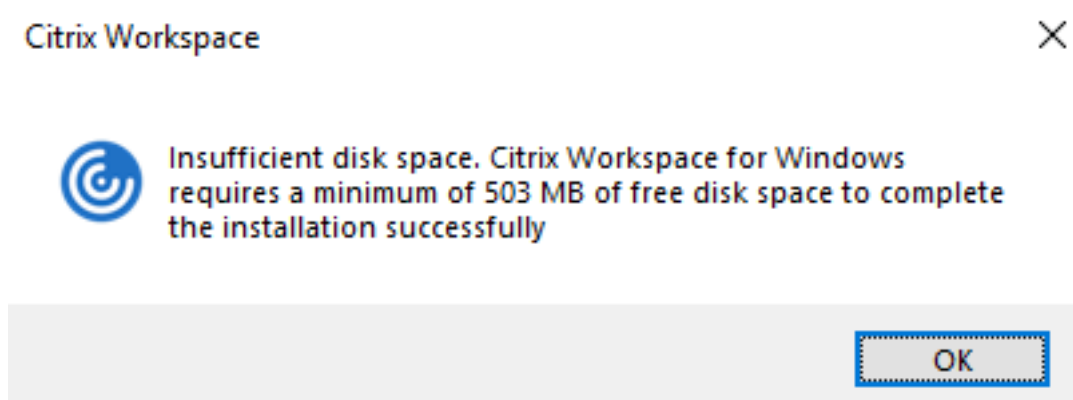 Citrix Workspace
Insufficient disk space. Citrix Workspace for Windows
requires a minimum of 503 MB of free disk space to complete
the installation successfully
OK